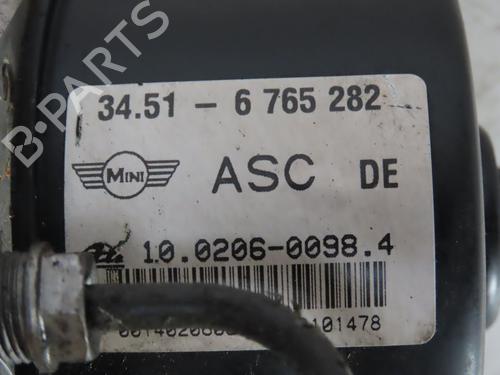 B-PARTS
34.51 - 6 765 282
MINI ASC DE
10.0206-0098.4
101478